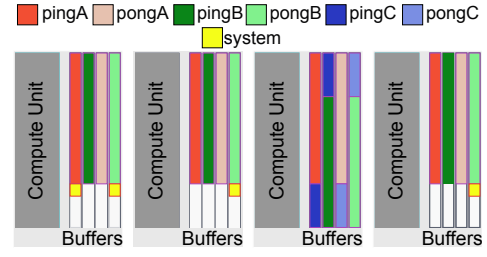 pingA pongA pingB pongB pingC pongC
system
Compute Unit
Buffers
Compute Unit
Buffers
Compute Unit
Buffers
Compute Unit
Buffers